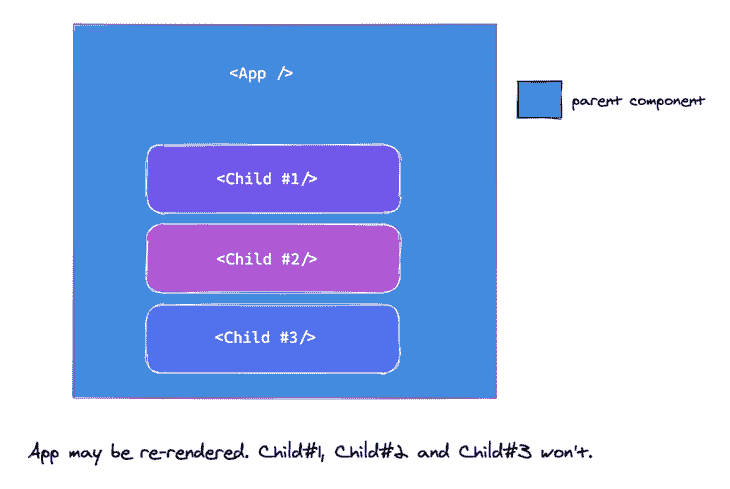 <App />
parent component
<Child #1/>
<Child #2/>
<Child #3/>
App may be re-rendered. Child#1, Child#2 and Child#3 won't.